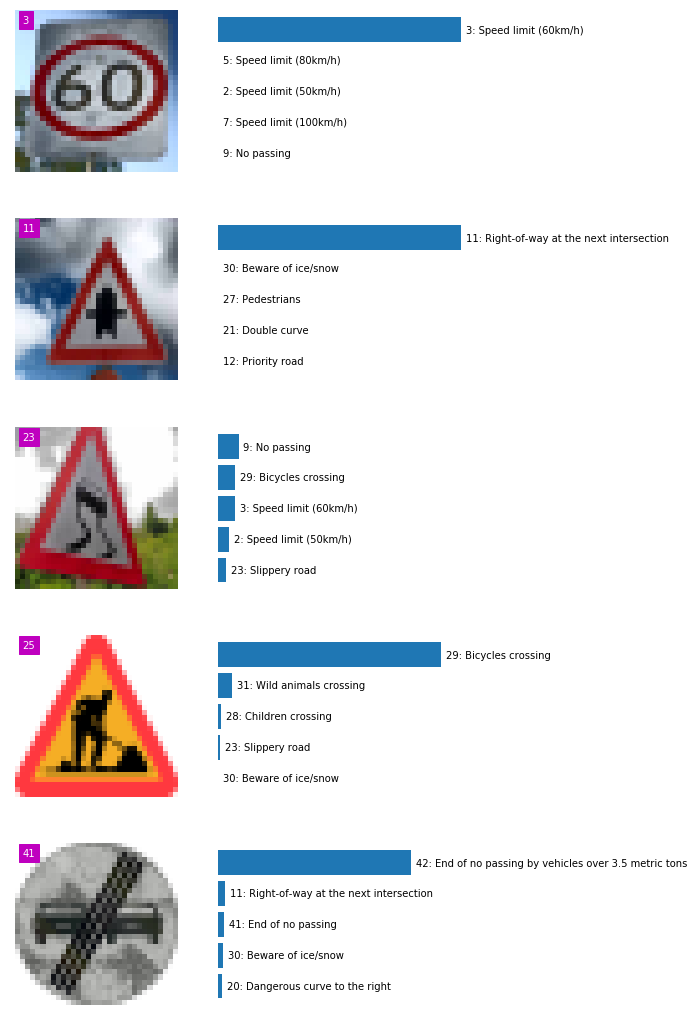 3
3: Speed limit (60km/h)
60
5: Speed limit (80km/h)
2: Speed limit (50km/h)
7: Speed limit (100km/h)
9: No passing
11
11: Right-of-way at the next intersection
30: Beware of ice/snow
27: Pedestrians
21: Double curve
12: Priority road
23
9: No passing
29: Bicycles crossing
3: Speed limit (60km/h)
2: Speed limit (50km/h)
23: Slippery road
25
29: Bicycles crossing
31: Wild animals crossing
28: Children crossing
23: Slippery road
30: Beware of ice/snow
41
42: End of no passing by vehicles over 3.5 metric tons
11: Right-of-way at the next intersection
41: End of no passing
30: Beware of ice/snow
20: Dangerous curve to the right